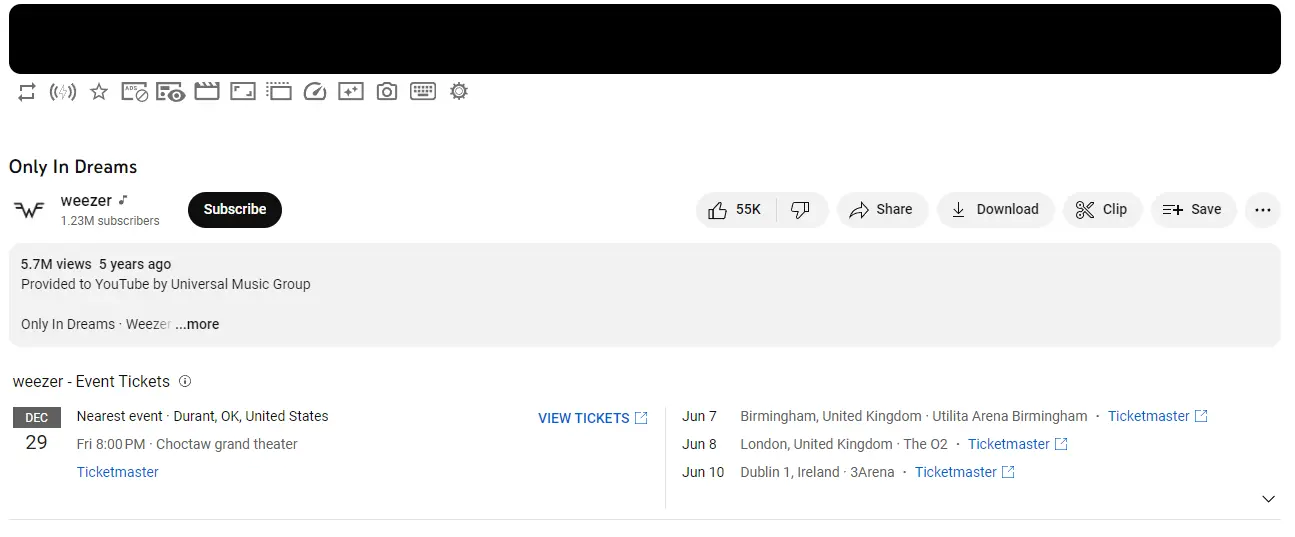 ADS
Only In Dreams
weezer
1.23M subscribers
Subscribe
55K
Share
Download
Clip
Save
5.7M views 5 years ago
Provided to YouTube by Universal Music Group
Only In Dreams · Weezer ...more
weezer - Event Tickets
DEC
29
Nearest event · Durant, OK, United States
Fri 8:00 PM · Choctaw grand theater
Ticketmaster
VIEW TICKETS
Jun 7 Birmingham, United Kingdom · Utilita Arena Birmingham · Ticketmaster
Jun 8 London, United Kingdom · The O2 · Ticketmaster
Jun 10 Dublin 1, Ireland · 3Arena · Ticketmaster